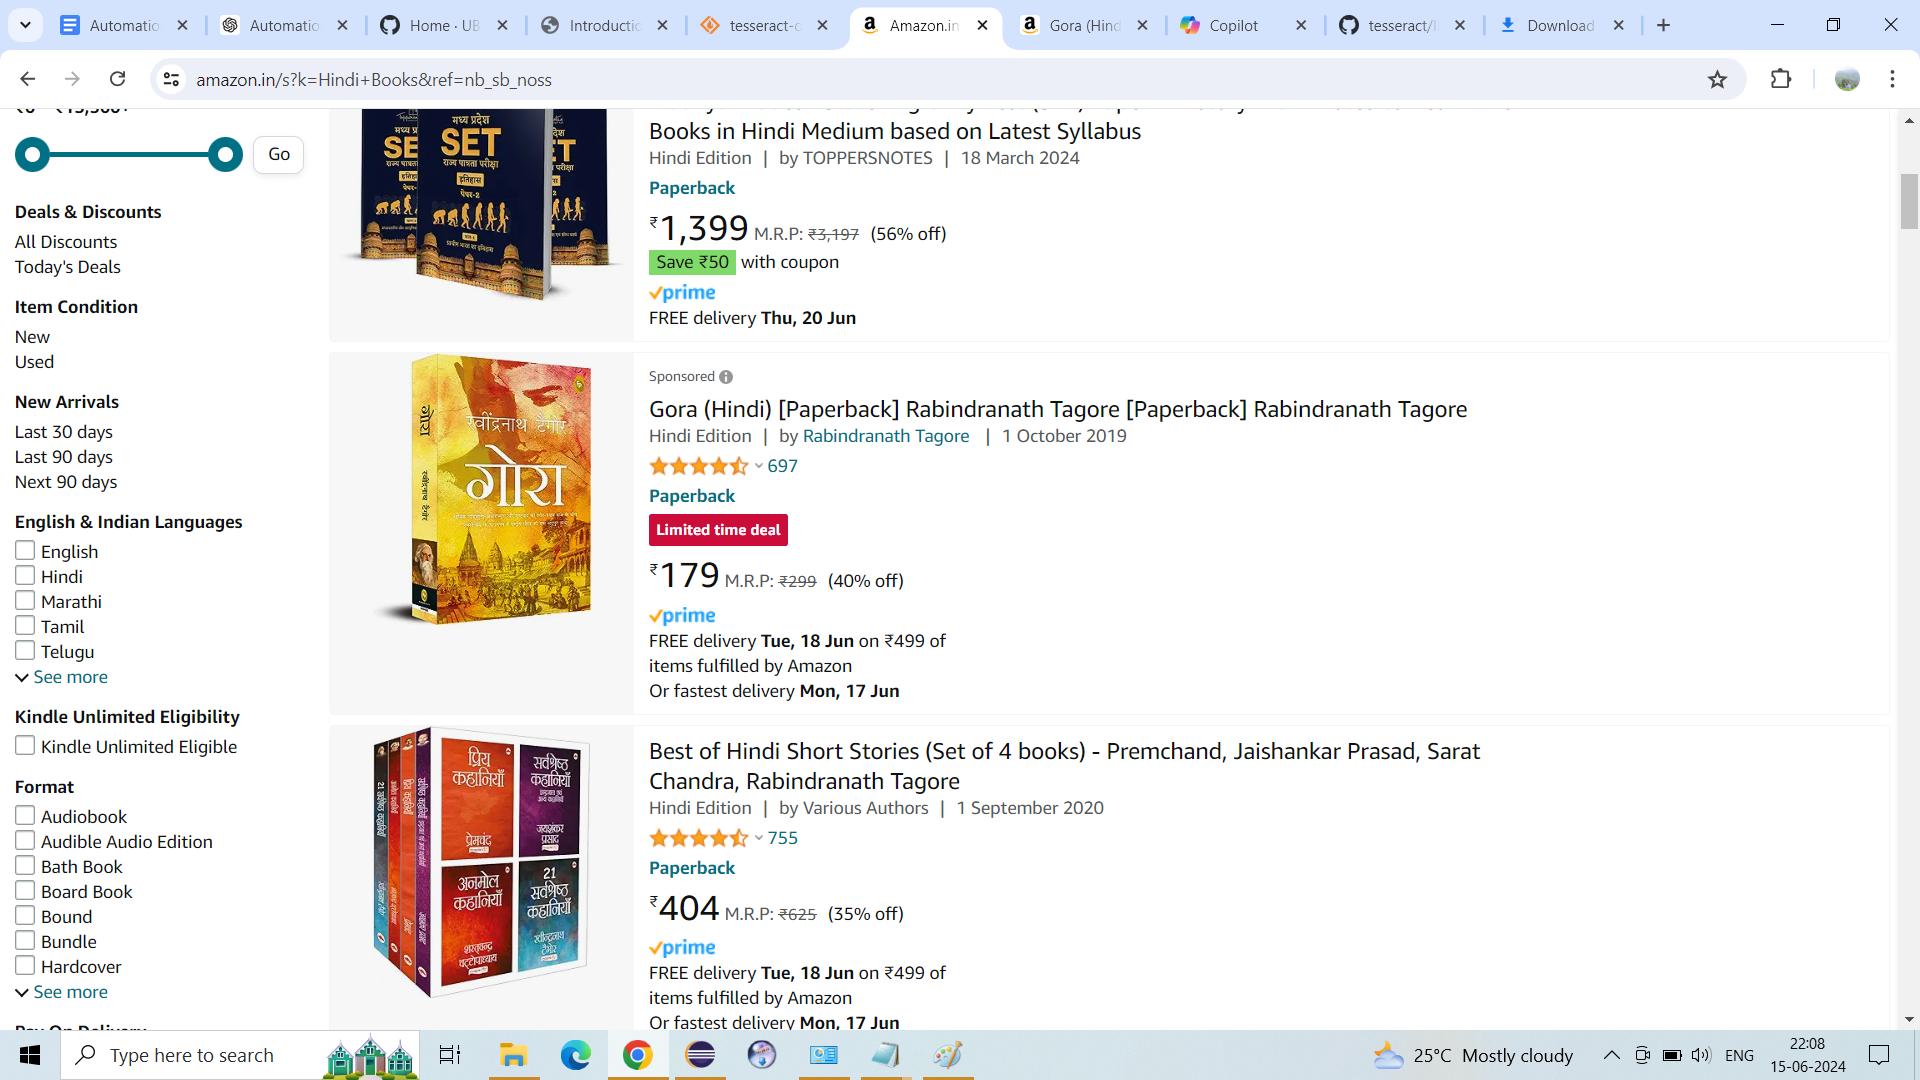 Automatio
Automatio
Home · UB
Introductio
tesseract-o
Amazon.in
Gora (Hind
Copilot
tesseract/I
Download
amazon.in/s?k=Hindi+Books&ref=nb_sb_noss
Go
Deals & Discounts
All Discounts
Today's Deals
Item Condition
New
Used
New Arrivals
Last 30 days
Last 90 days
Next 90 days
English & Indian Languages
English
Hindi
Marathi
Tamil
Telugu
See more
Kindle Unlimited Eligibility
Kindle Unlimited Eligible
Format
Audiobook
Audible Audio Edition
Bath Book
Board Book
Bound
Bundle
Hardcover
See more
Pay On Delivery
मध्य प्रदेश
SET
राज्य पात्रता परीक्षा
इतिहास
पेपर-2
Books in Hindi Medium based on Latest Syllabus
Hindi Edition | by TOPPERSNOTES | 18 March 2024
Paperback
₹1,399 M.R.P: ₹3,197 (56% off)
Save ₹50 with coupon
prime
FREE delivery Thu, 20 Jun
गोरा
रवींद्रनाथ टैगोर
गोरा
Sponsored
Gora (Hindi) [Paperback] Rabindranath Tagore [Paperback] Rabindranath Tagore
Hindi Edition | by Rabindranath Tagore | 1 October 2019
697
Paperback
Limited time deal
₹179 M.R.P: ₹299 (40% off)
prime
FREE delivery Tue, 18 Jun on ₹499 of
items fulfilled by Amazon
Or fastest delivery Mon, 17 Jun
प्रिय
कहानियाँ
प्रेमचंद
सर्वश्रेष्ठ
कहानियाँ
जयशंकर
प्रसाद
अनमोल
कहानियाँ
शरतचन्द्र
चट्टोपाध्याय
21
सर्वश्रेष्ठ
कहानियाँ
रवीन्द्रनाथ
टैगोर
Best of Hindi Short Stories (Set of 4 books) - Premchand, Jaishankar Prasad, Sarat
Chandra, Rabindranath Tagore
Hindi Edition | by Various Authors | 1 September 2020
755
Paperback
₹404 M.R.P: ₹625 (35% off)
prime
FREE delivery Tue, 18 Jun on ₹499 of
items fulfilled by Amazon
Or fastest delivery Mon, 17 Jun
Type here to search
25°C Mostly cloudy
ENG
22:08
15-06-2024